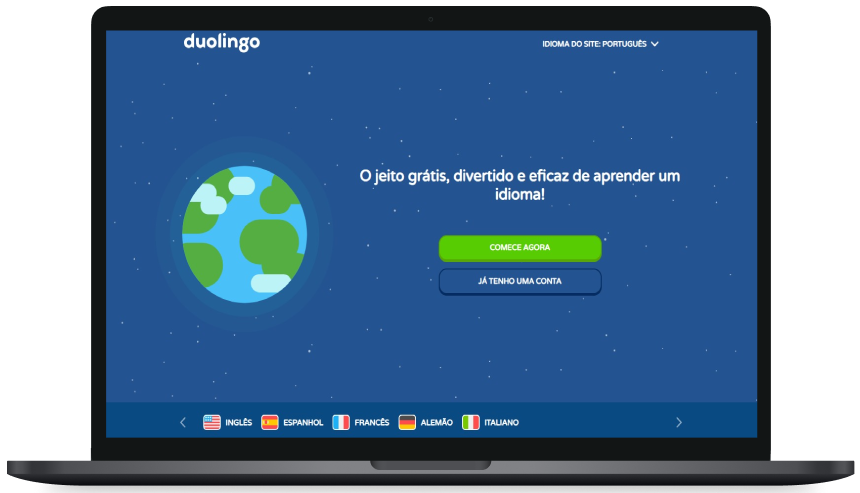 duolingo
IDIOMA DO SITE: PORTUGUÊS
O jeito grátis, divertido e eficaz de aprender um
idioma!
COMECE AGORA
JÁ TENHO UMA CONTA
INGLÊS ESPANHOL FRANCÊS ALEMÃO ITALIANO